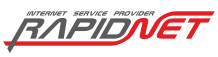 INTERNET SERVICE PROVIDER
RAPIDNET